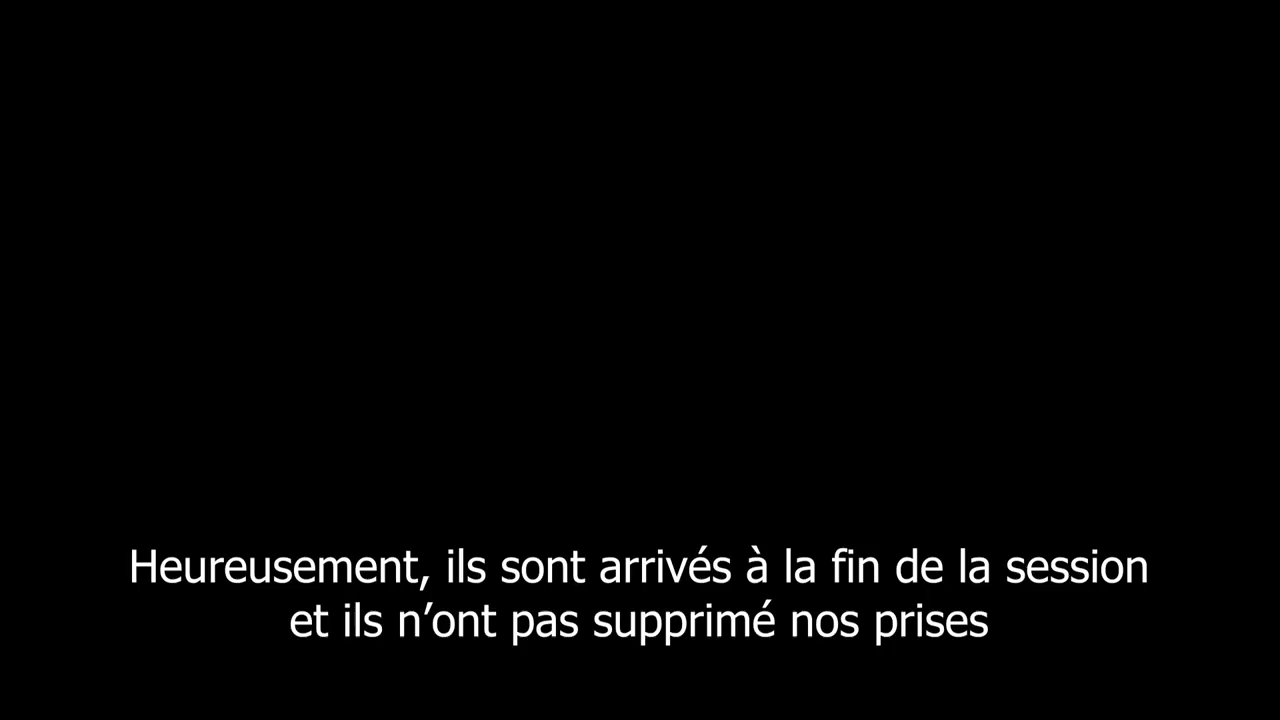 Heureusement, ils sont arrivés à la fin de la session
et ils n’ont pas supprimé nos prises